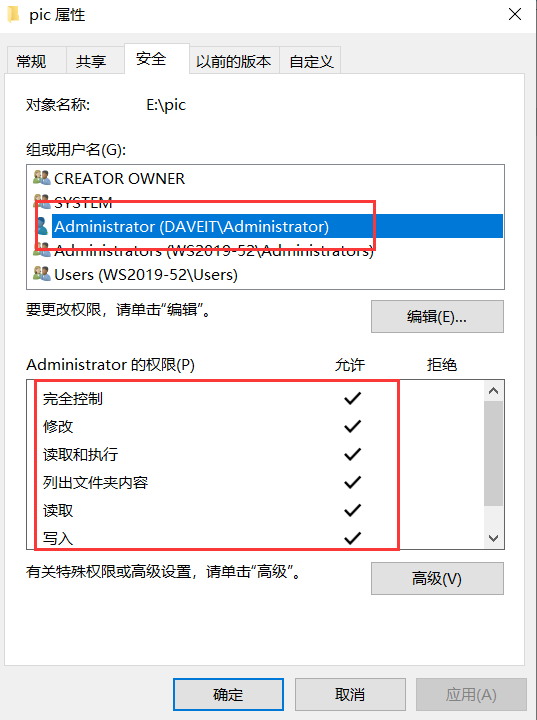 pic 属性
常规 共享 安全 以前的版本 自定义
对象名称: E:\pic
组或用户名(G):
CREATOR OWNER
SYSTEM
Administrator (DAVEIT\Administrator)
Administrators (WS2019-52\Administrators)
Users (WS2019-52\Users)
要更改权限，请单击“编辑”。
编辑(E)...
Administrator 的权限(P) 允许 拒绝
完全控制
修改
读取和执行
列出文件夹内容
读取
写入
有关特殊权限或高级设置，请单击“高级”。
高级(V)
确定 取消 应用(A)